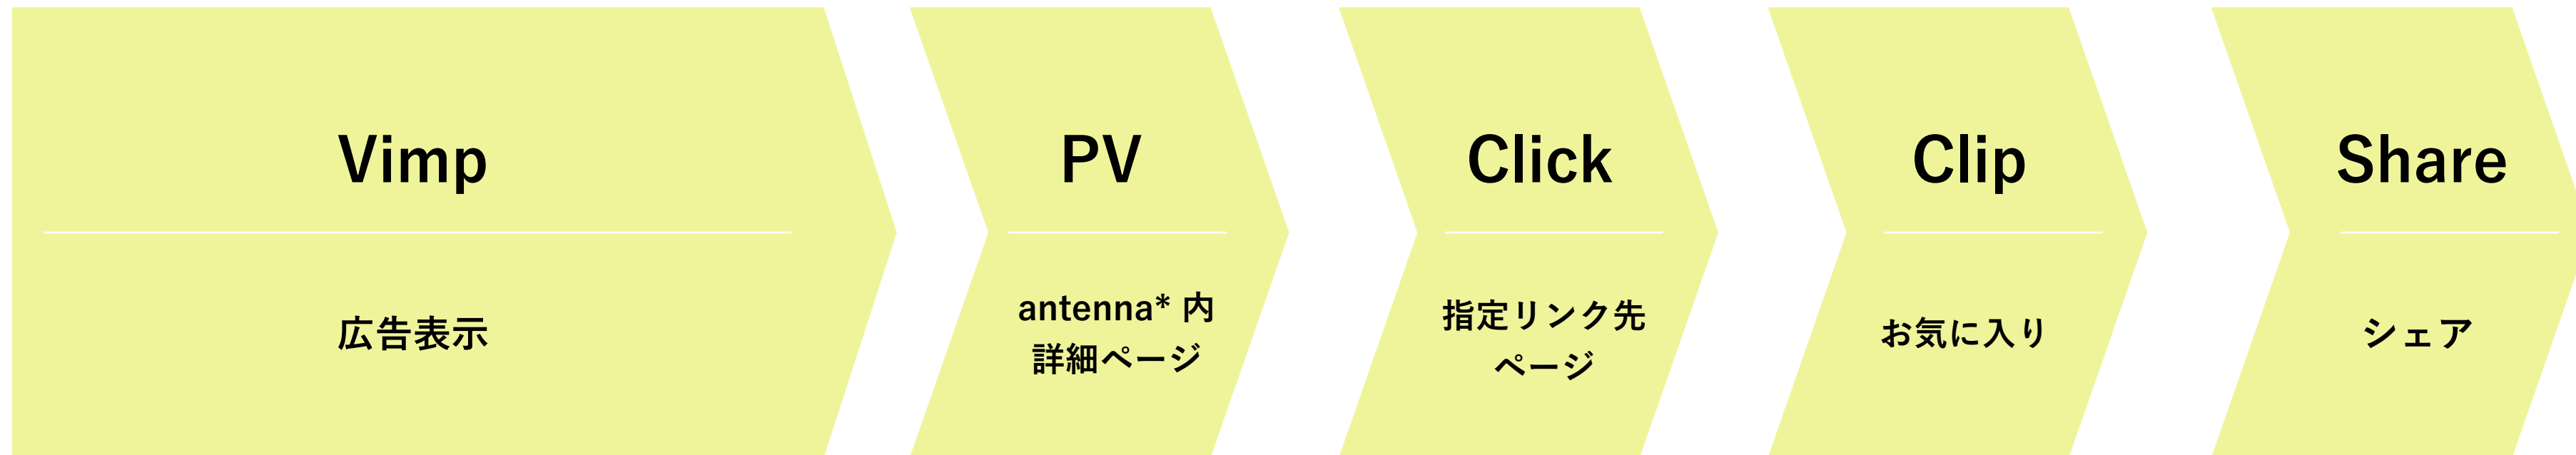 Vimp
広告表示
PV
antenna* 内
詳細ページ
Click
指定リンク先
ページ
Clip
お気に入り
Share
シェア